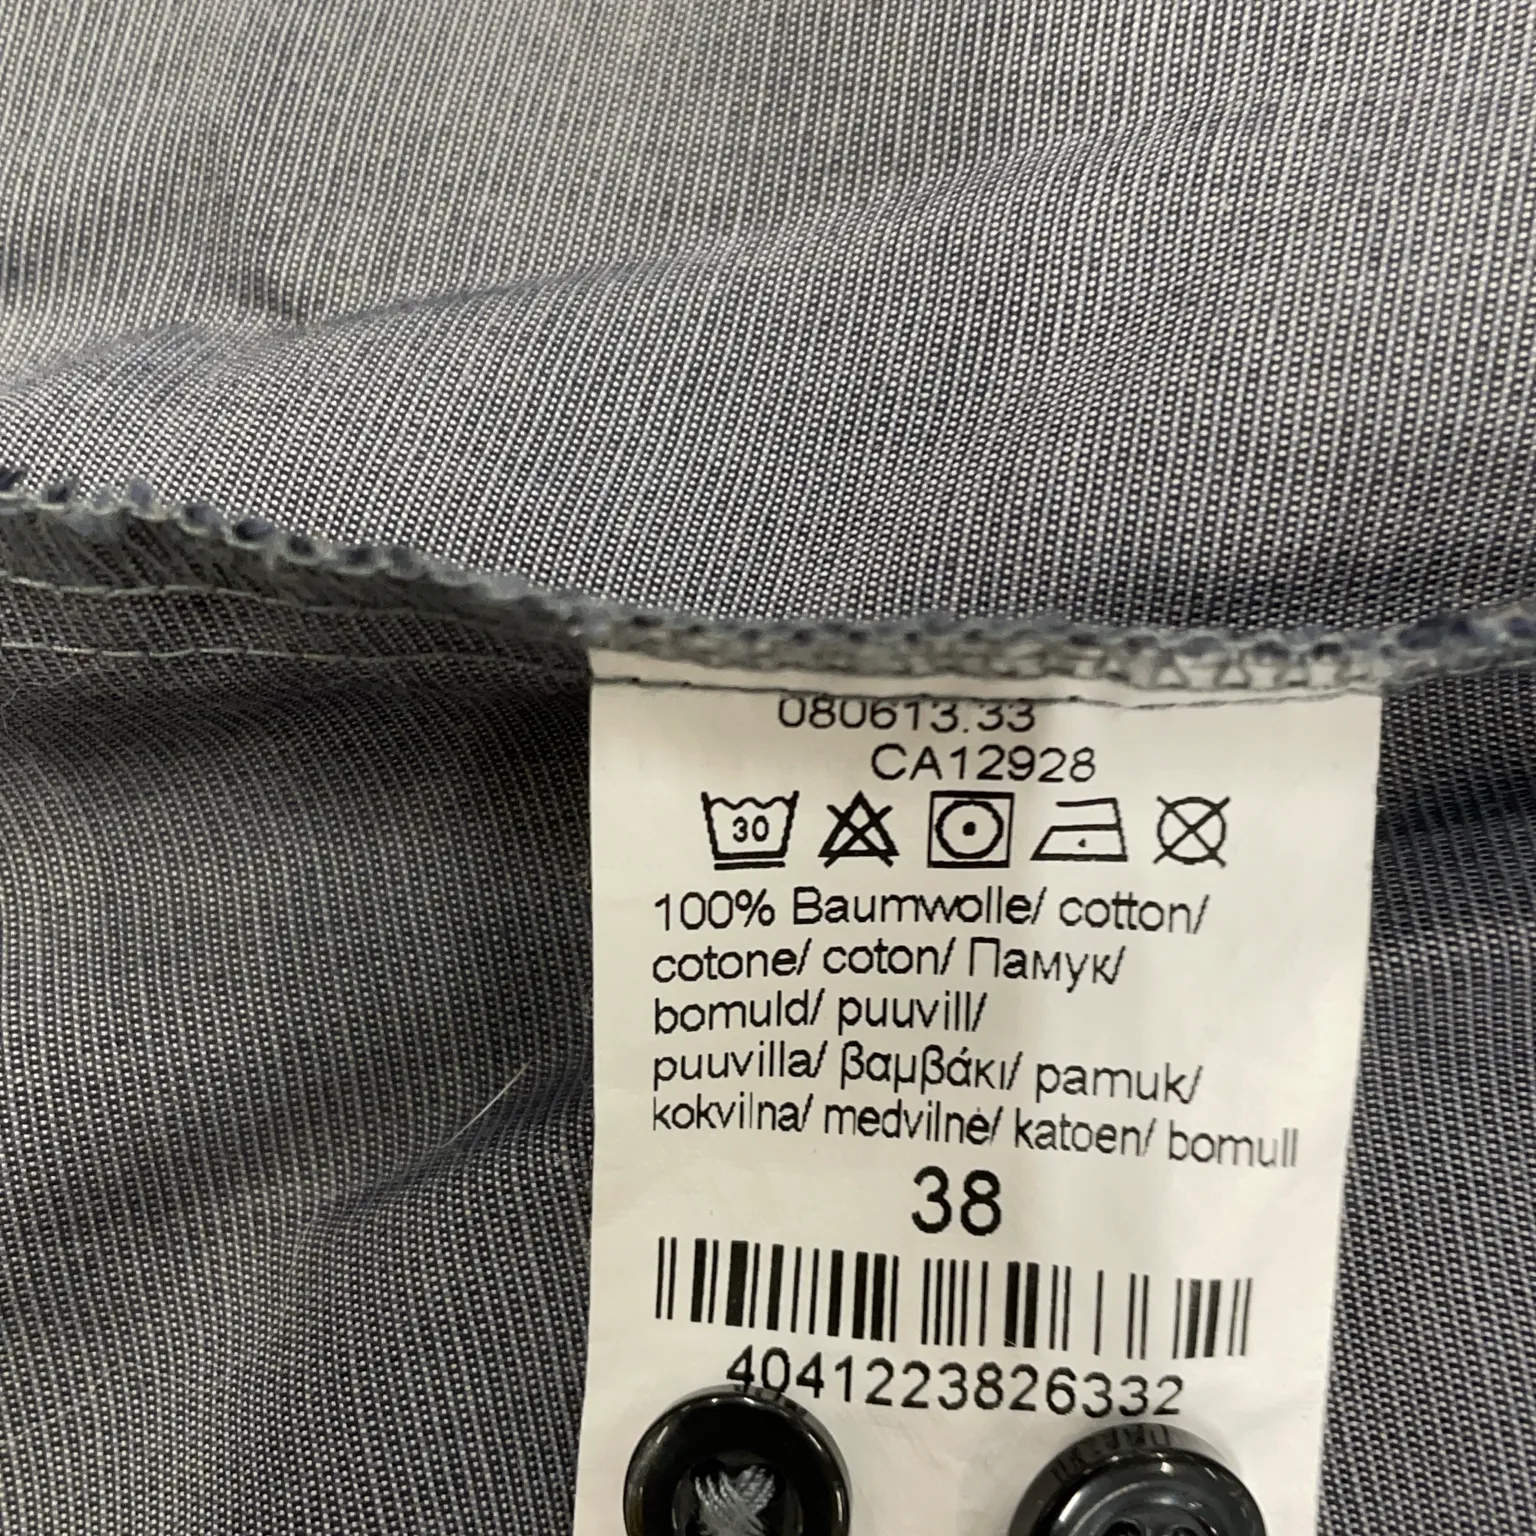 080613.33
CA12928
30
100% Baumwolle/ cotton/
cotone/ coton/ Памук/
bomuld/ puuvill/
puuvilla/ βαμβάκι/ pamuk/
kokvilna/ medvilnė/ katoen/ bomull
38
4041223826332